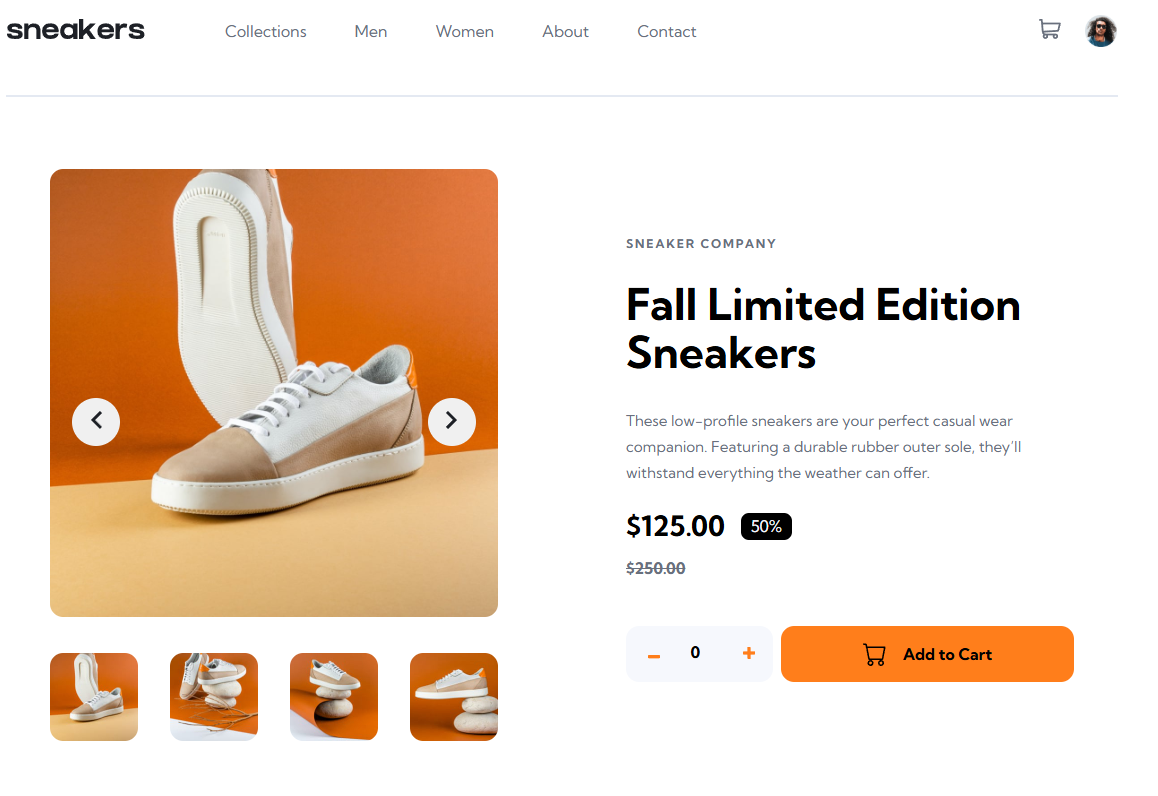 sneakers
Collections Men Women About Contact
SNEAKER COMPANY
Fall Limited Edition
Sneakers
These low-profile sneakers are your perfect casual wear
companion. Featuring a durable rubber outer sole, they’ll
withstand everything the weather can offer.
$125.00 50%
$250.00
– 0 + Add to Cart